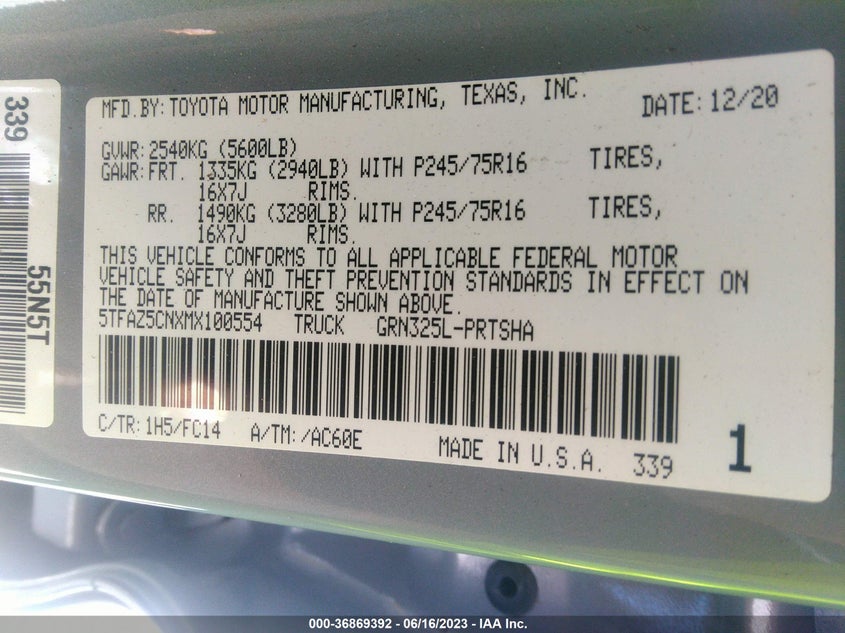 339
55N5T
MFD.BY:TOYOTA MOTOR MANUFACTURING, TEXAS, INC. DATE:12/20
GVWR:2540KG (5600LB)
GAWR:FRT. 1335KG (2940LB) WITH P245/75R16 TIRES,
16X7J RIMS.
RR. 1490KG (3280LB) WITH P245/75R16 TIRES,
16X7J RIMS.
THIS VEHICLE CONFORMS TO ALL APPLICABLE FEDERAL MOTOR
VEHICLE SAFETY AND THEFT PREVENTION STANDARDS IN EFFECT ON
THE DATE OF MANUFACTURE SHOWN ABOVE.
5TFAZ5CNXMX100554 TRUCK GRN325L-PRTSHA
C/TR:1H5/FC14 A/TM:/AC60E MADE IN U.S.A. 339 1
000-36869392 - 06/16/2023 - IAA Inc.